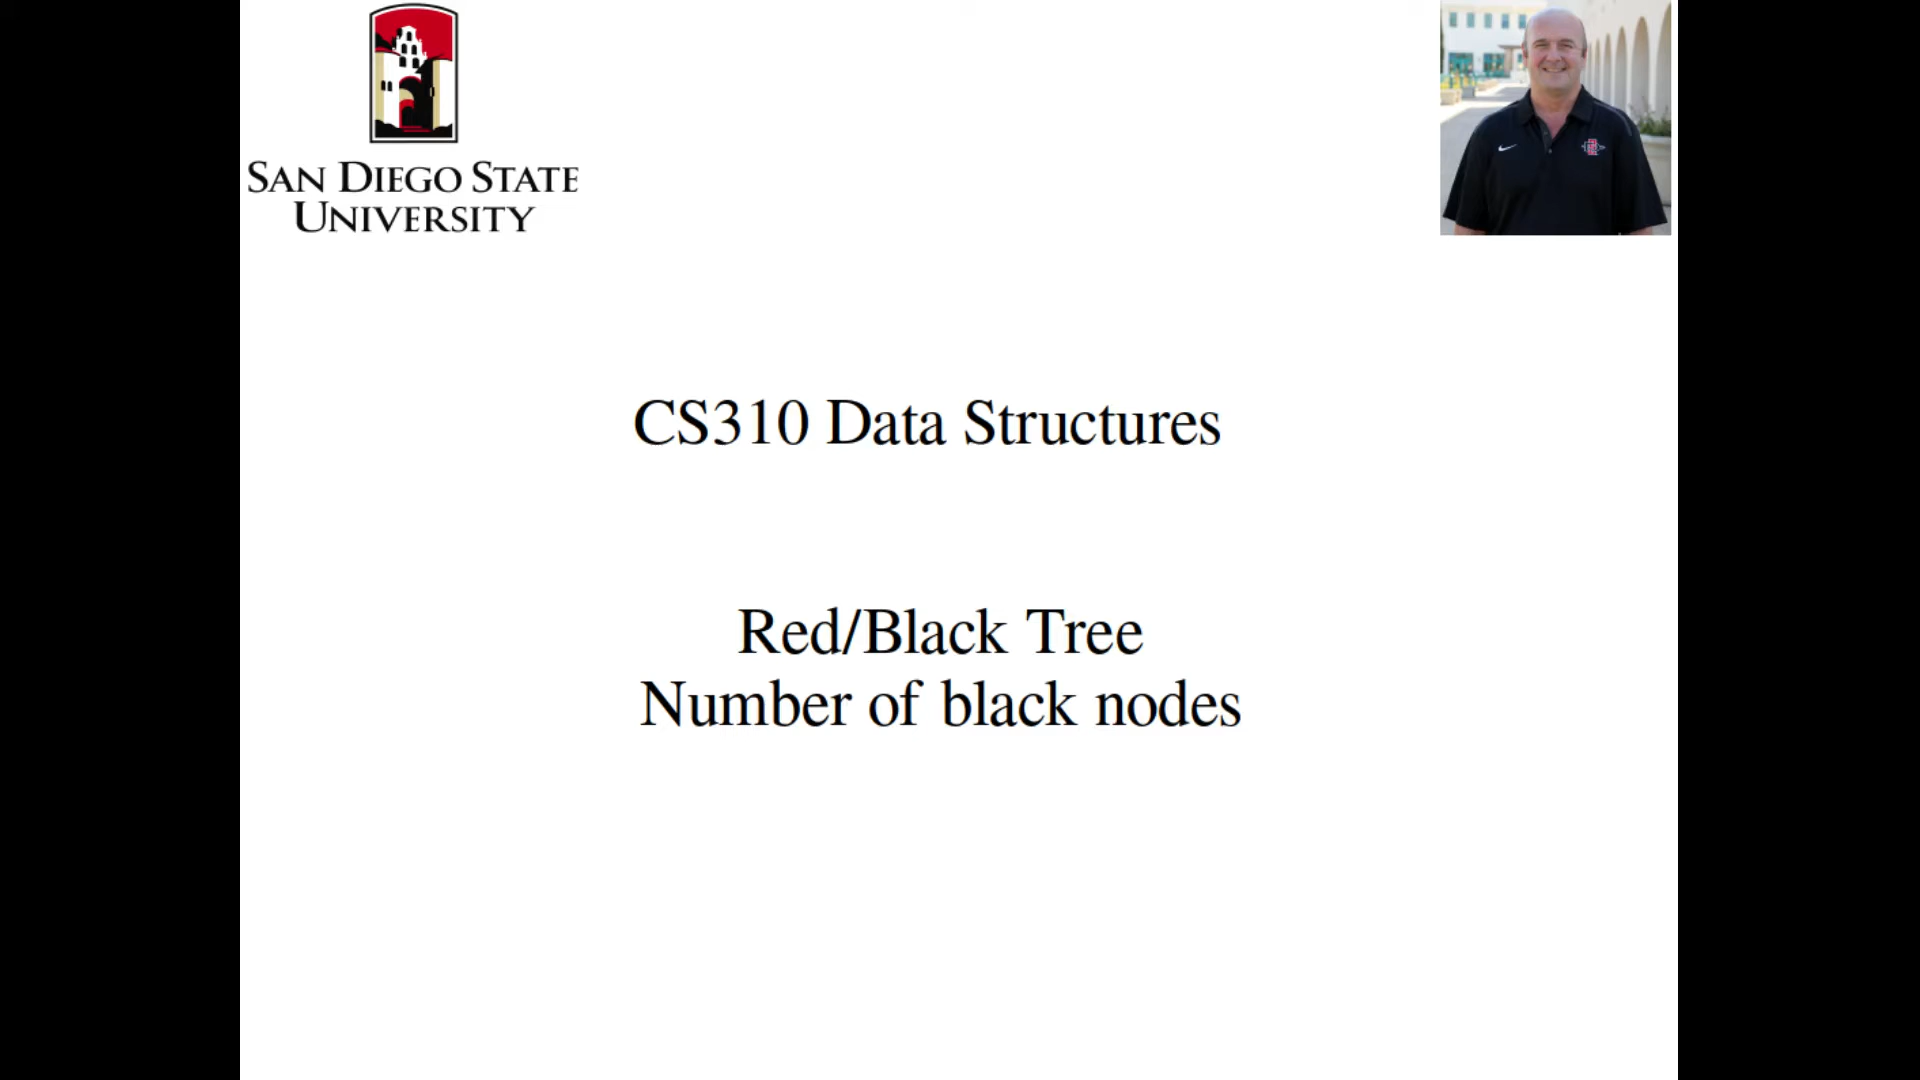 SAN DIEGO STATE
UNIVERSITY
CS310 Data Structures
Red/Black Tree
Number of black nodes